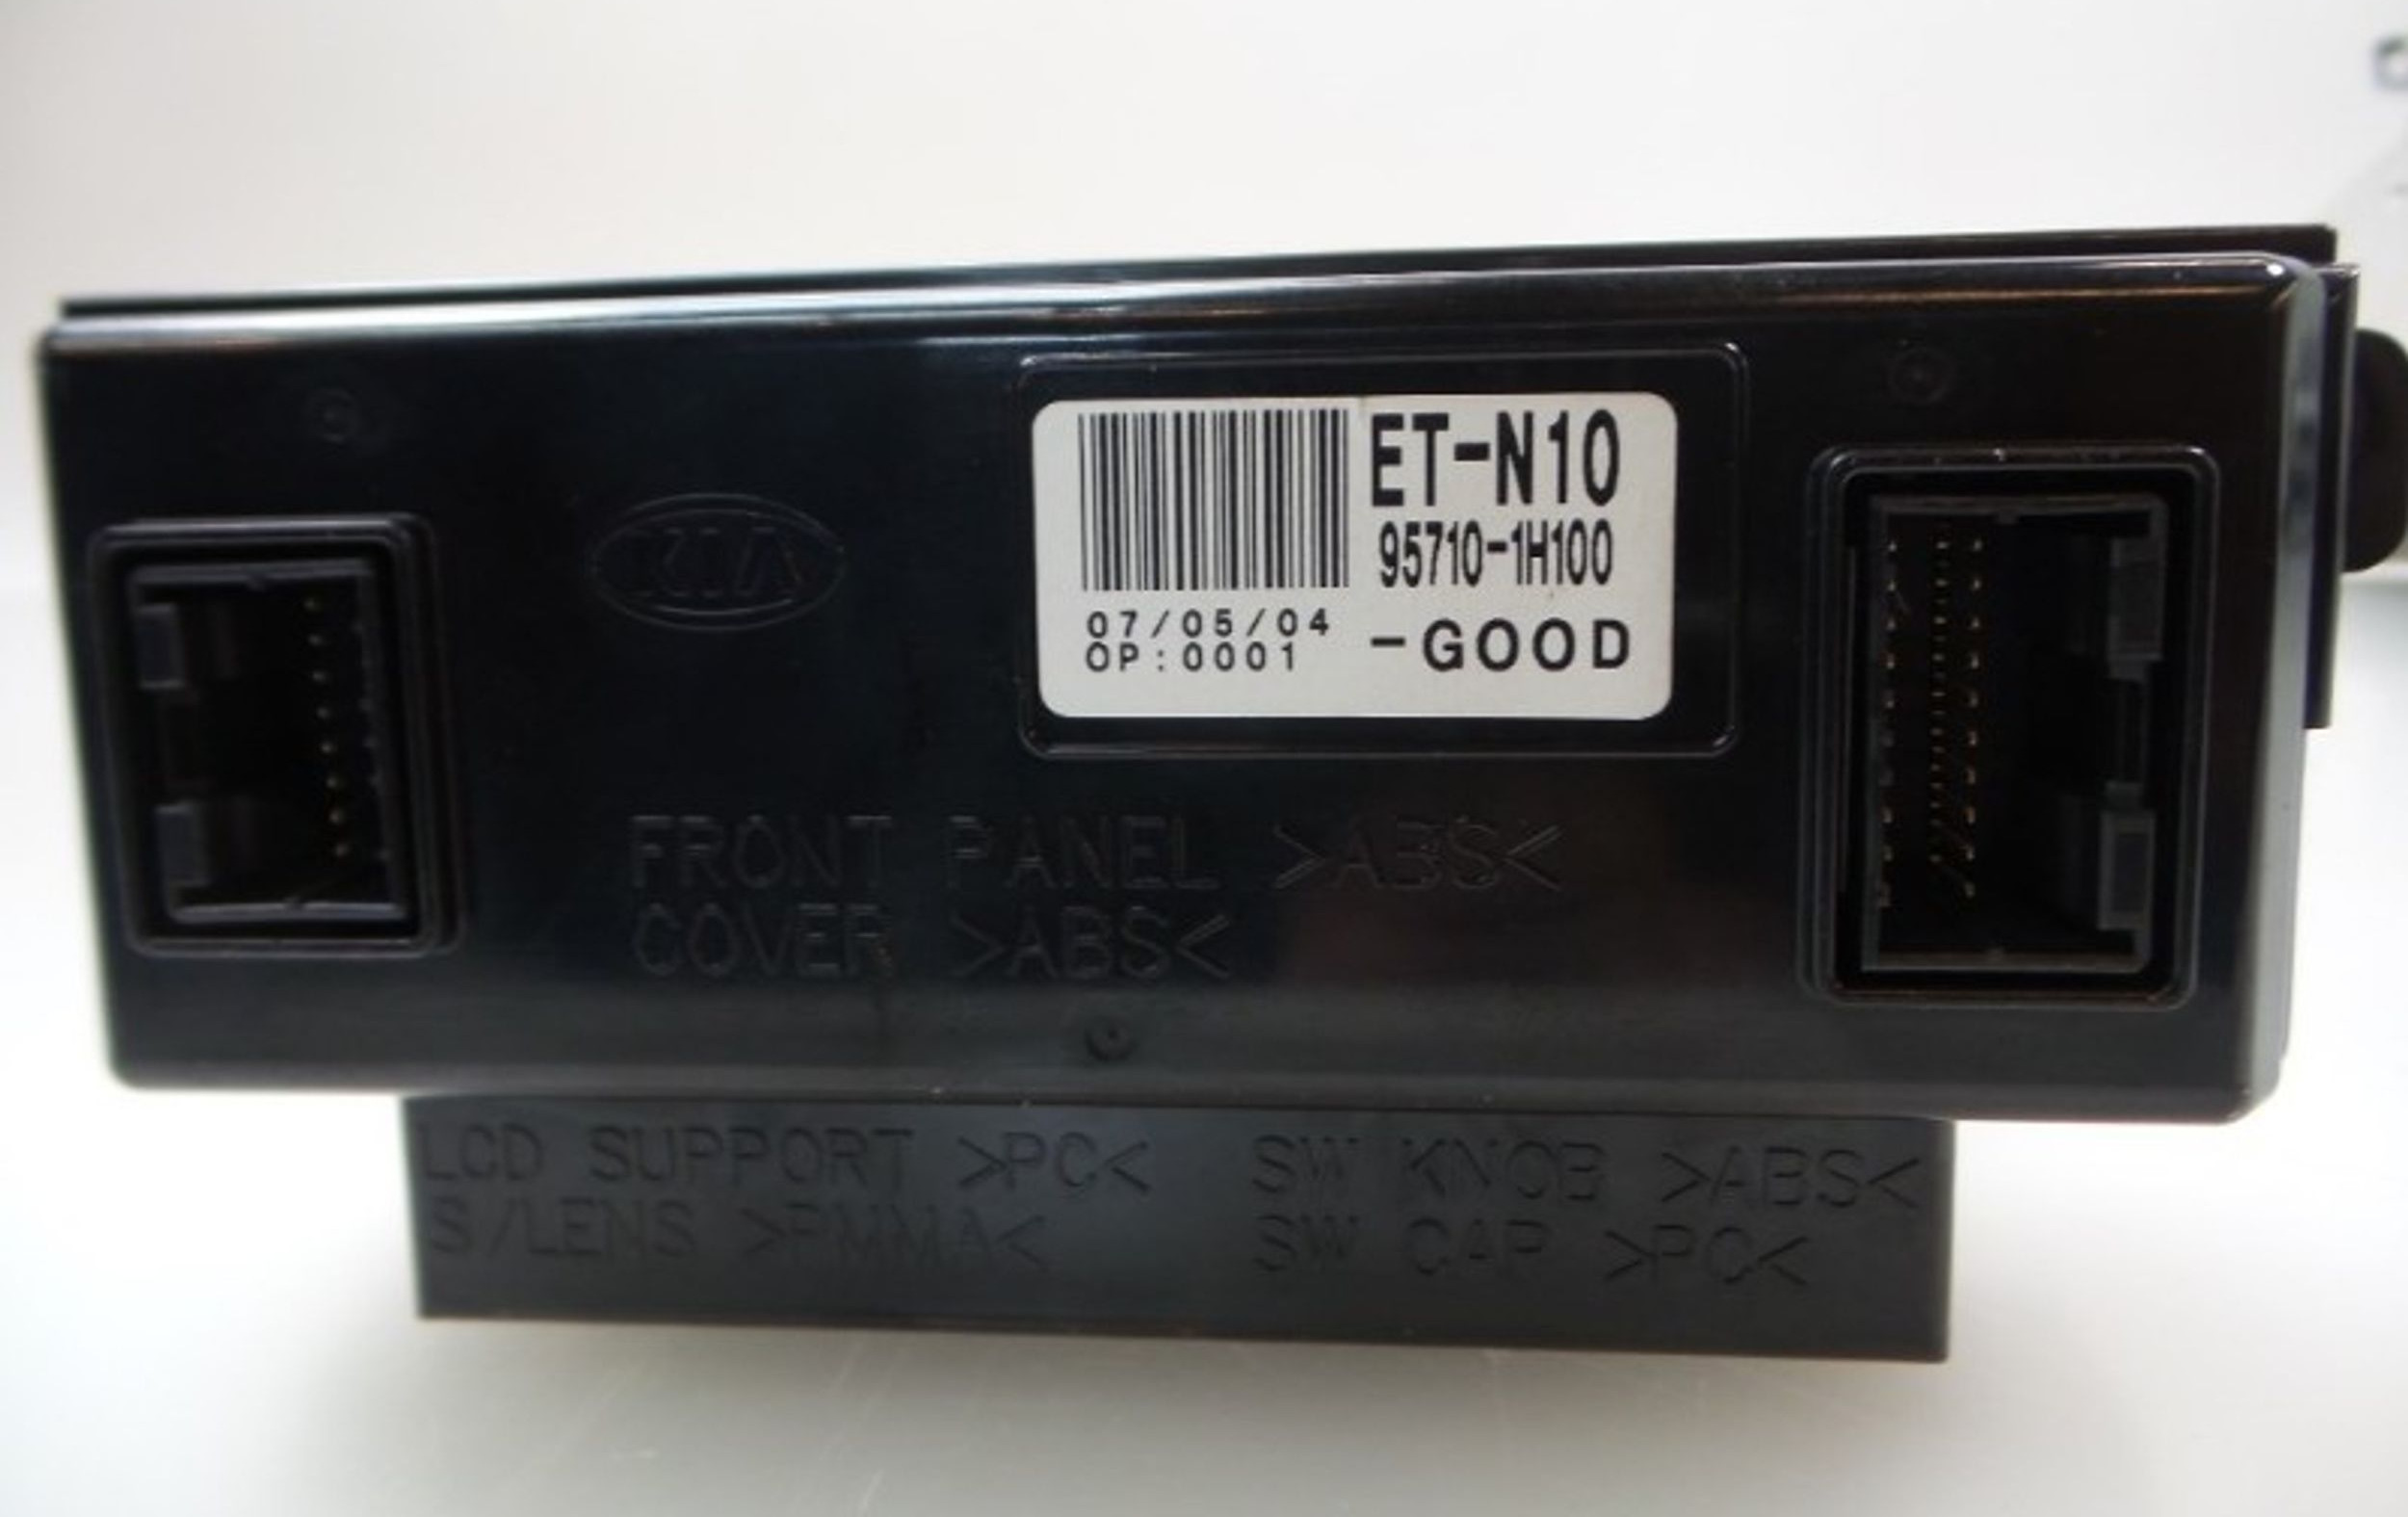 ET-N10
95710-1H100
07/05/04
OP:0001
-GOOD
KIA
FRONT PANEL >ABS<
COVER >ABS<
LCD SUPPORT >PC<
S/LENS >PMMA<
SW KNOB >ABS<
SW CAP >PC<